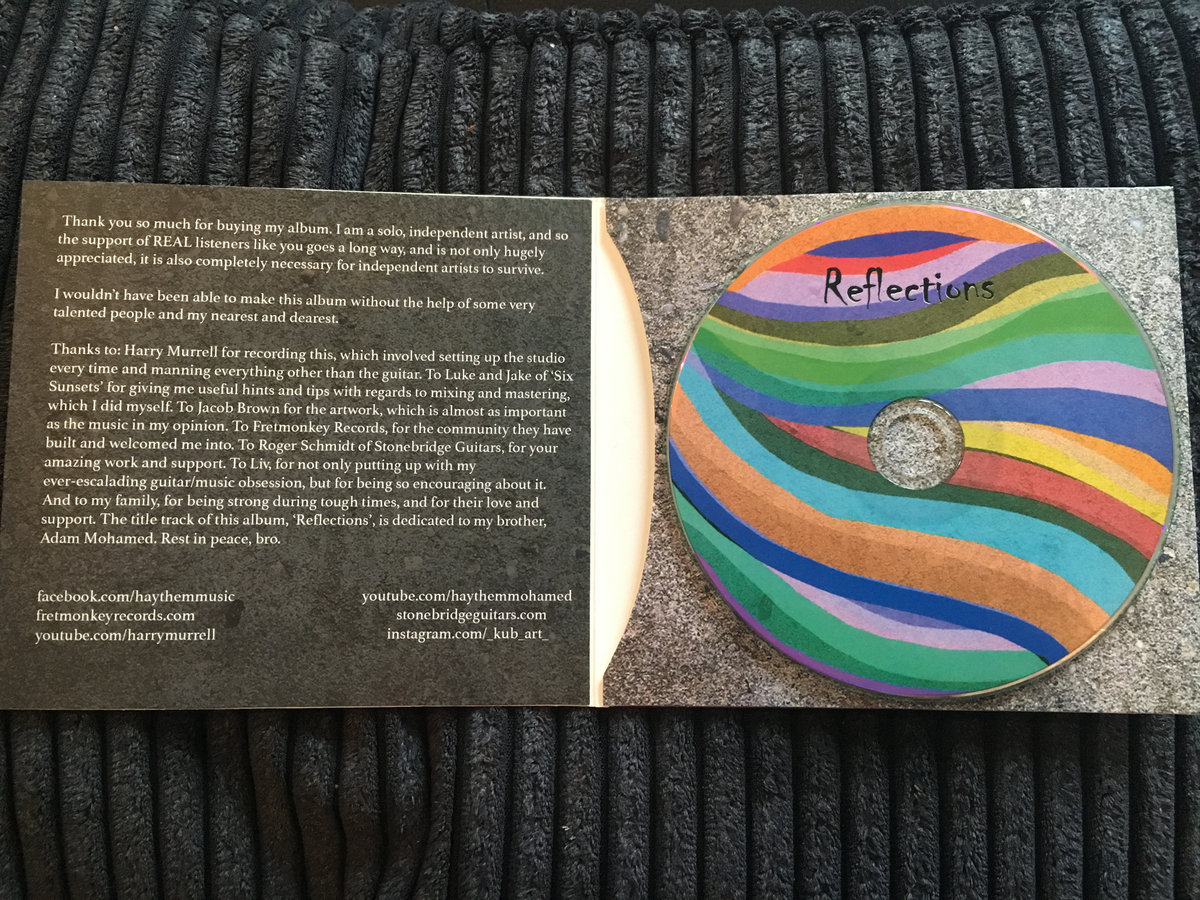 Thank you so much for buying my album. I am a solo, independent artist, and so
the support of REAL listeners like you goes a long way, and is not only hugely
appreciated, it is also completely necessary for independent artists to survive.
I wouldn't have been able to make this album without the help of some very
talented people and my nearest and dearest.
Thanks to: Harry Murrell for recording this, which involved setting up the studio
every time and manning everything other than the guitar. To Luke and Jake of 'Six
Sunsets' for giving me useful hints and tips with regards to mixing and mastering,
which I did myself. To Jacob Brown for the artwork, which is almost as important
as the music in my opinion. To Fretmonkey Records, for the community they have
built and welcomed me into. To Roger Schmidt of Stonebridge Guitars, for your
amazing work and support. To Liv, for not only putting up with my
ever-escalading guitar/music obsession, but for being so encouraging about it.
And to my family, for being strong during tough times, and for their love and
support. The title track of this album, 'Reflections', is dedicated to my brother,
Adam Mohamed. Rest in peace, bro.
facebook.com/haythemmusic
fretmonkeyrecords.com
youtube.com/harrymurrell
youtube.com/haythemmohamed
stonebridgeguitars.com
instagram.com/_kub_art_
Reflections